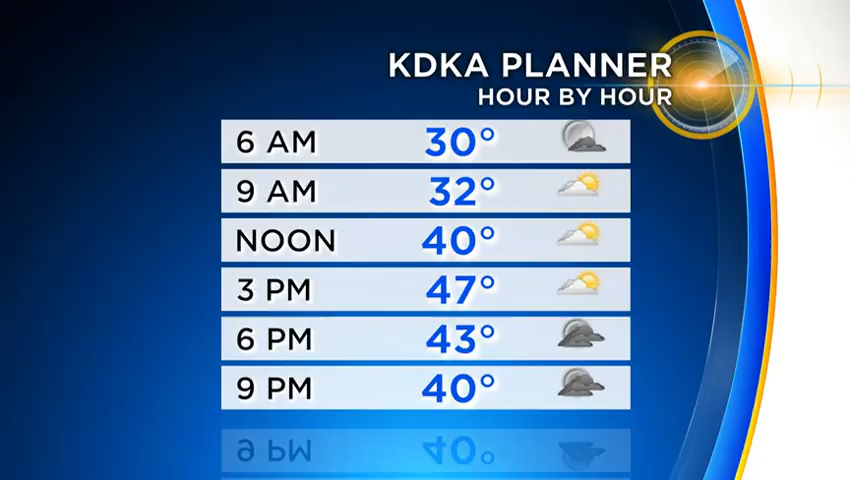 KDKA PLANNER
HOUR BY HOUR
6 AM 30°
9 AM 32°
NOON 40°
3 PM 47°
6 PM 43°
9 PM 40°